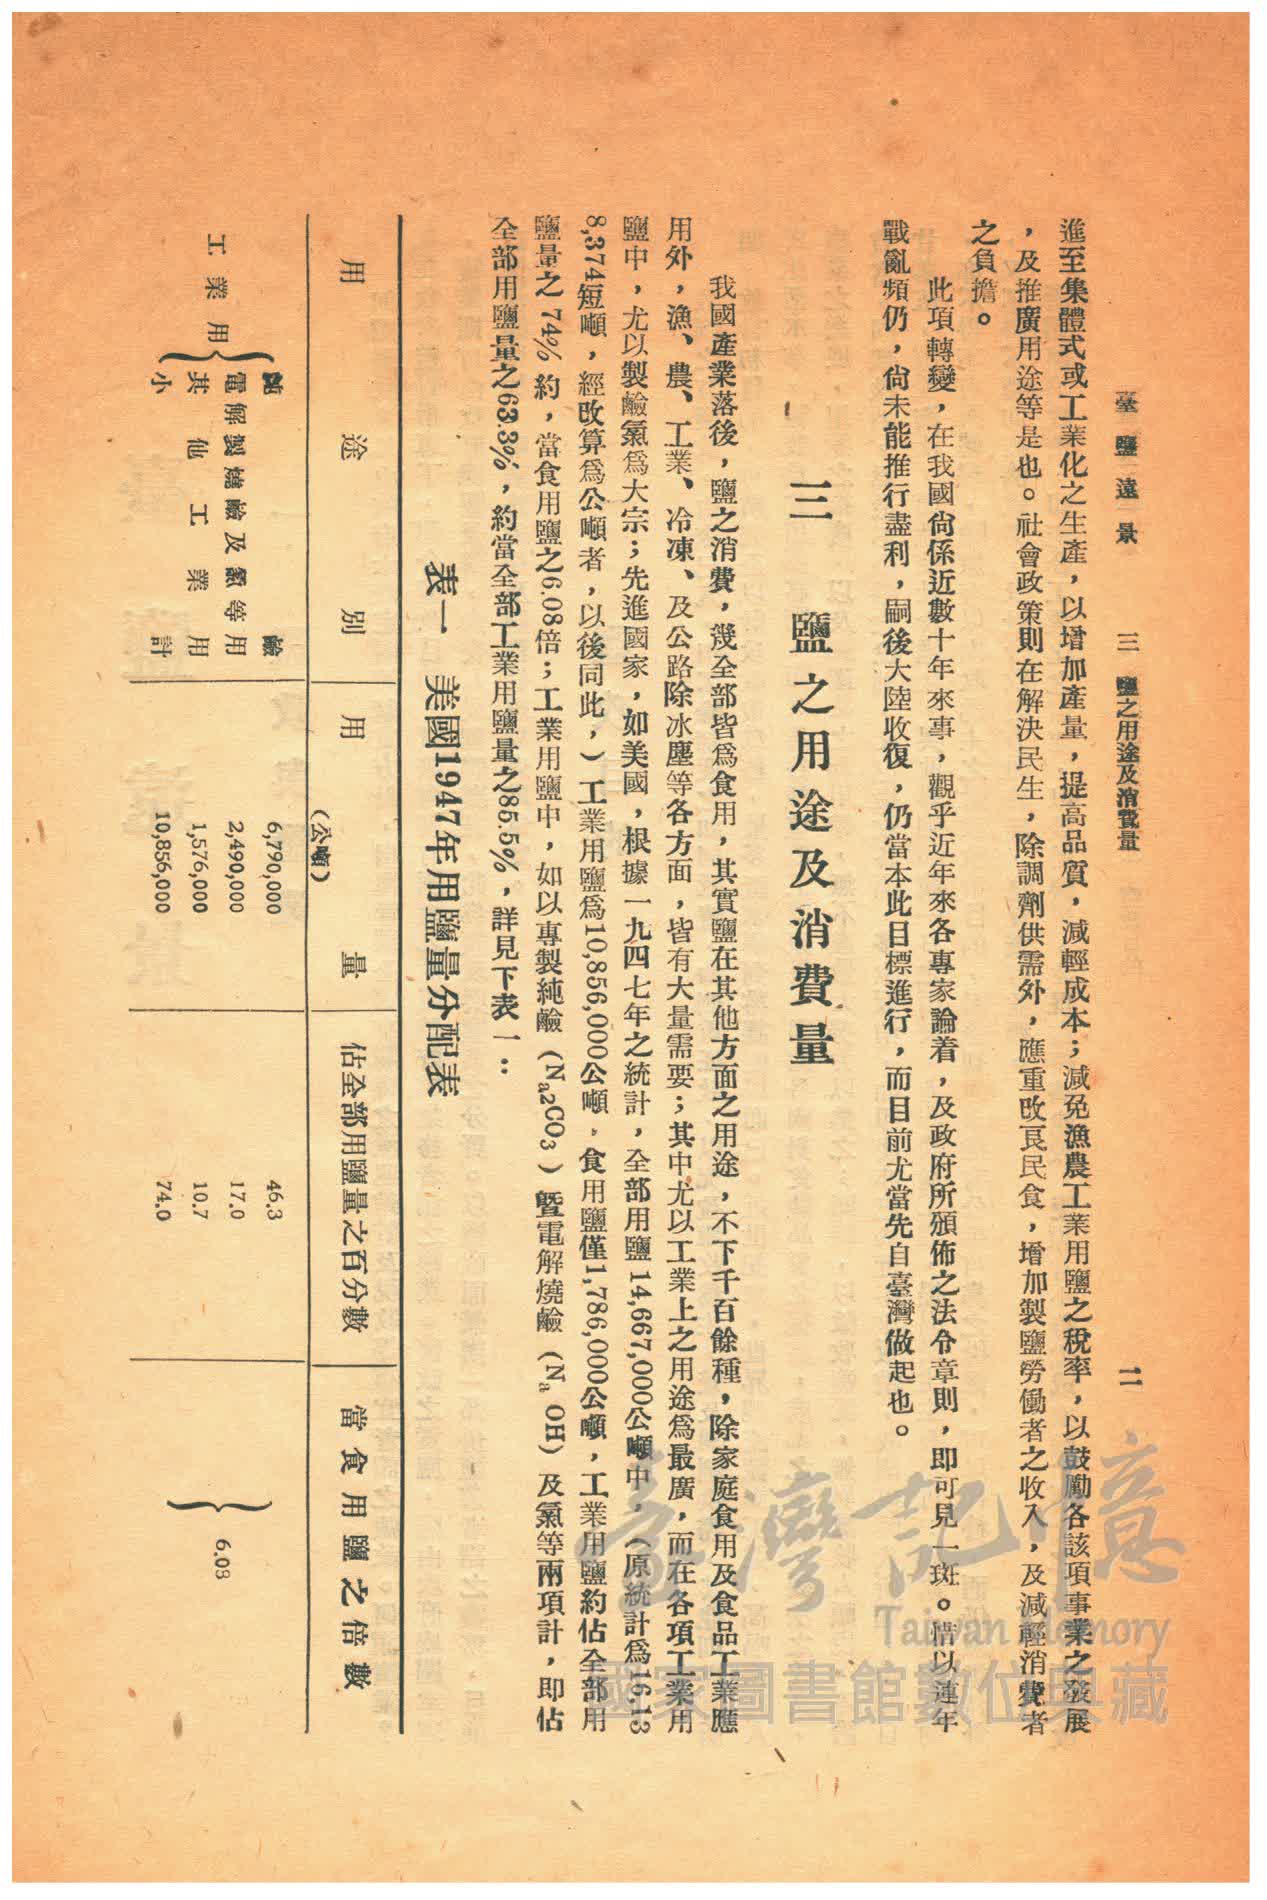 臺鹽遠景　三　鹽之用途及消費量　二
進至集體式或工業化之生產，以增加產量，提高品質，減輕成本；減免漁農工業用鹽之稅率，以鼓勵各該項事業之發展
，及推廣用途等是也。社會政策則在解決民生，除調劑供需外，應重改良民食，增加製鹽勞働者之收入，及減輕消費者
之負擔。
此項轉變，在我國尙係近數十年來事，觀乎近年來各專家論着，及政府所頒佈之法令章則，即可見一斑。惜以連年
戰亂頻仍，尙未能推行盡利，嗣後大陸收復，仍當本此目標進行，而目前尤當先自臺灣做起也。
三　鹽之用途及消費量
我國產業落後，鹽之消費，幾全部皆爲食用，其實鹽在其他方面之用途，不下千百餘種，除家庭食用及食品工業應
用外，漁、農、工業、冷凍、及公路除冰塵等各方面，皆有大量需要；其中尤以工業上之用途爲最廣，而在各項工業用
鹽中，尤以製鹼氯爲大宗；先進國家，如美國，根據一九四七年之統計，全部用鹽14,667,000公噸中，（原統計爲16,13
8,374短噸，經改算爲公噸者，以後同此，）工業用鹽爲10,856,000公噸，食用鹽僅1,786,000公噸，工業用鹽約佔全部用
鹽量之74%約，當食用鹽之6.08倍；工業用鹽中，如以專製純鹼（Na2CO3）暨電解燒鹼（Na OH）及氯等兩項計，即佔
全部用鹽量之63.3%，約當全部工業用鹽量之85.5%，詳見下表一：
表一　美國1947年用鹽量分配表
用途別　用量（公噸）　佔全部用鹽量之百分數　當食用鹽之倍數
純鹼　6,790,000　46.3
電解製燒鹼及氯等用　2,490,000　17.0
工業用　其他工業用　1,576,000　10.7　6.08
小計　10,856,000　74.0
臺灣記憶
Taiwan Memory
國家圖書館數位典藏